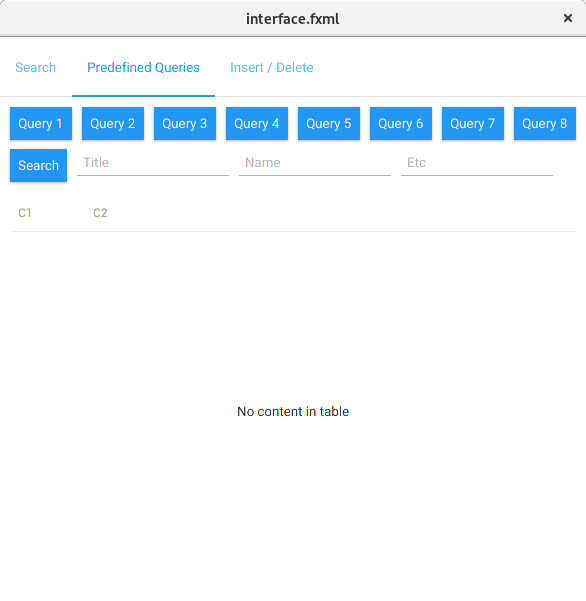 interface.fxml ×
Search Predefined Queries Insert / Delete
Query 1 Query 2 Query 3 Query 4 Query 5 Query 6 Query 7 Query 8
Search Title Name Etc
C1 C2
No content in table